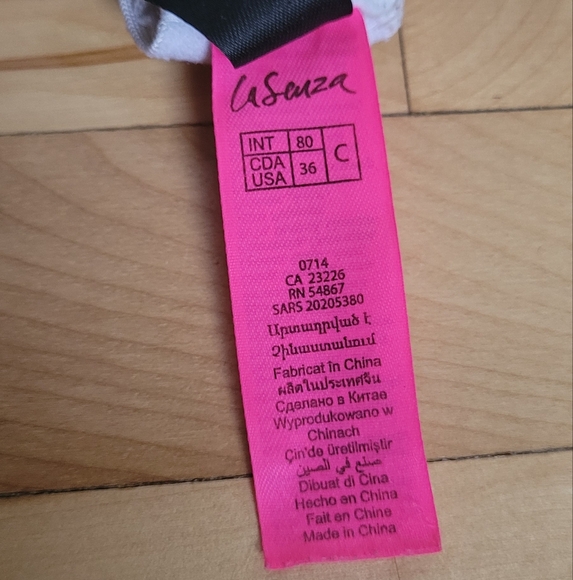 la Senza
INT 80 C
CDA USA 36
0714
CA 23226
RN 54867
SARS 20205380
Արտադրված է
Չինաստանում
Fabricat în China
ผลิตในประเทศจีน
Сделано в Китае
Wyprodukowano w
Chinach
Çin'de üretilmiştir
صنع في الصين
Dibuat di Cina
Hecho en China
Fait en Chine
Made in China